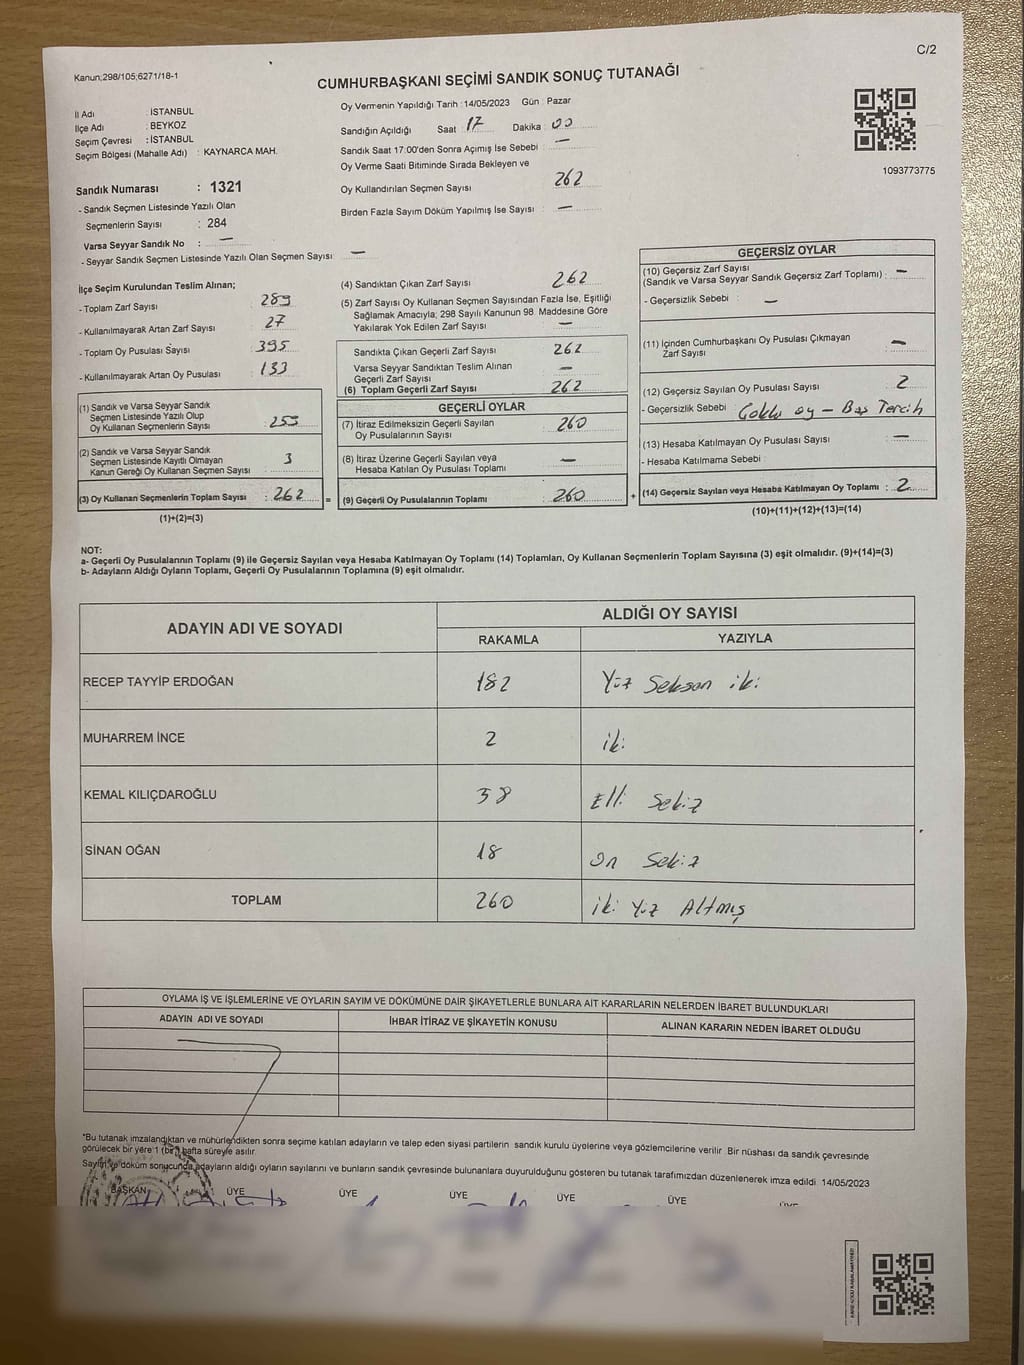 C/2
Kanun;298/105;6271/18-1
CUMHURBAŞKANI SEÇİMİ SANDIK SONUÇ TUTANAĞI
İl Adı : İSTANBUL
İlçe Adı : BEYKOZ
Seçim Çevresi : İSTANBUL
Seçim Bölgesi (Mahalle Adı) : KAYNARCA MAH.
Oy Vermenin Yapıldığı Tarih : 14/05/2023 Gün : Pazar
Sandığın Açıldığı Saat : 17 Dakika : 00
Sandık Saat 17:00'den Sonra Açımış İse Sebebi : —
Oy Verme Saati Bitiminde Sırada Bekleyen ve
Oy Kullandırılan Seçmen Sayısı 262
Birden Fazla Sayım Döküm Yapılmış İse Sayısı : —
1093773775
Sandık Numarası : 1321
- Sandık Seçmen Listesinde Yazılı Olan
Seçmenlerin Sayısı : 284
Varsa Seyyar Sandık No : —
- Seyyar Sandık Seçmen Listesinde Yazılı Olan Seçmen Sayısı : —
İlçe Seçim Kurulundan Teslim Alınan;
- Toplam Zarf Sayısı : 289
- Kullanılmayarak Artan Zarf Sayısı : 27
- Toplam Oy Pusulası Sayısı : 395
- Kullanılmayarak Artan Oy Pusulası : 133
(1) Sandık ve Varsa Seyyar Sandık
Seçmen Listesinde Yazılı Olup
Oy Kullanan Seçmenlerin Sayısı : 259
(2) Sandık ve Varsa Seyyar Sandık
Seçmen Listesinde Kayıtlı Olmayan
Kanun Gereği Oy Kullanan Seçmen Sayısı : 3
(3) Oy Kullanan Seçmenlerin Toplam Sayısı : 262 =
(1)+(2)=(3)
(4) Sandıktan Çıkan Zarf Sayısı : 262
(5) Zarf Sayısı Oy Kullanan Seçmen Sayısından Fazla İse, Eşitliği
Sağlamak Amacıyla; 298 Sayılı Kanunun 98. Maddesine Göre
Yakılarak Yok Edilen Zarf Sayısı : —
Sandıkta Çıkan Geçerli Zarf Sayısı : 262
Varsa Seyyar Sandıktan Teslim Alınan
Geçerli Zarf Sayısı : —
(6) Toplam Geçerli Zarf Sayısı : 262
GEÇERLİ OYLAR
(7) İtiraz Edilmeksizin Geçerli Sayılan
Oy Pusulalarının Sayısı : 260
(8) İtiraz Üzerine Geçerli Sayılan veya
Hesaba Katılan Oy Pusulası Toplamı : —
(9) Geçerli Oy Pusulalarının Toplamı : 260 +
GEÇERSİZ OYLAR
(10) Geçersiz Zarf Sayısı
(Sandık ve Varsa Seyyar Sandık Geçersiz Zarf Toplamı) : —
- Geçersizlik Sebebi : —
(11) İçinden Cumhurbaşkanı Oy Pusulası Çıkmayan
Zarf Sayısı : —
(12) Geçersiz Sayılan Oy Pusulası Sayısı : 2
- Geçersizlik Sebebi : Çoklu oy — Boş Tercih
(13) Hesaba Katılmayan Oy Pusulası Sayısı : —
- Hesaba Katılmama Sebebi :
(14) Geçersiz Sayılan veya Hesaba Katılmayan Oy Toplamı : 2
(10)+(11)+(12)+(13)=(14)
NOT:
a- Geçerli Oy Pusulalarının Toplamı (9) ile Geçersiz Sayılan veya Hesaba Katılmayan Oy Toplamı (14) Toplamları, Oy Kullanan Seçmenlerin Toplam Sayısına (3) eşit olmalıdır. (9)+(14)=(3)
b- Adayların Aldığı Oyların Toplamı, Geçerli Oy Pusulalarının Toplamına (9) eşit olmalıdır.
ADAYIN ADI VE SOYADI
ALDIĞI OY SAYISI
RAKAMLA YAZIYLA
RECEP TAYYİP ERDOĞAN 182 Yüz Seksan iki
MUHARREM İNCE 2 iki
KEMAL KILIÇDAROĞLU 58 Elli Sekiz
SİNAN OĞAN 18 On Sekiz
TOPLAM 260 iki Yüz Altmış
OYLAMA İŞ VE İŞLEMLERİNE VE OYLARIN SAYIM VE DÖKÜMÜNE DAİR ŞİKAYETLERLE BUNLARA AİT KARARLARIN NELERDEN İBARET BULUNDUKLARI
ADAYIN ADI VE SOYADI İHBAR İTİRAZ VE ŞİKAYETİN KONUSU ALINAN KARARIN NEDEN İBARET OLDUĞU
"Bu tutanak imzalandıktan ve mühürlendikten sonra seçime katılan adayların ve talep eden siyasi partilerin sandık kurulu üyelerine veya gözlemcilerine verilir. Bir nüshası da sandık çevresinde
görülecek bir yere 1 (bir) hafta süreyle asılır.
Sayım ve döküm sonucunda adayların aldığı oyların sayılarını ve bunların sandık çevresinde bulunanlara duyurulduğunu gösteren bu tutanak tarafımızdan düzenlenerek imza edildi. 14/05/2023
BAŞKAN ÜYE ÜYE ÜYE ÜYE ÜYE ÜYE